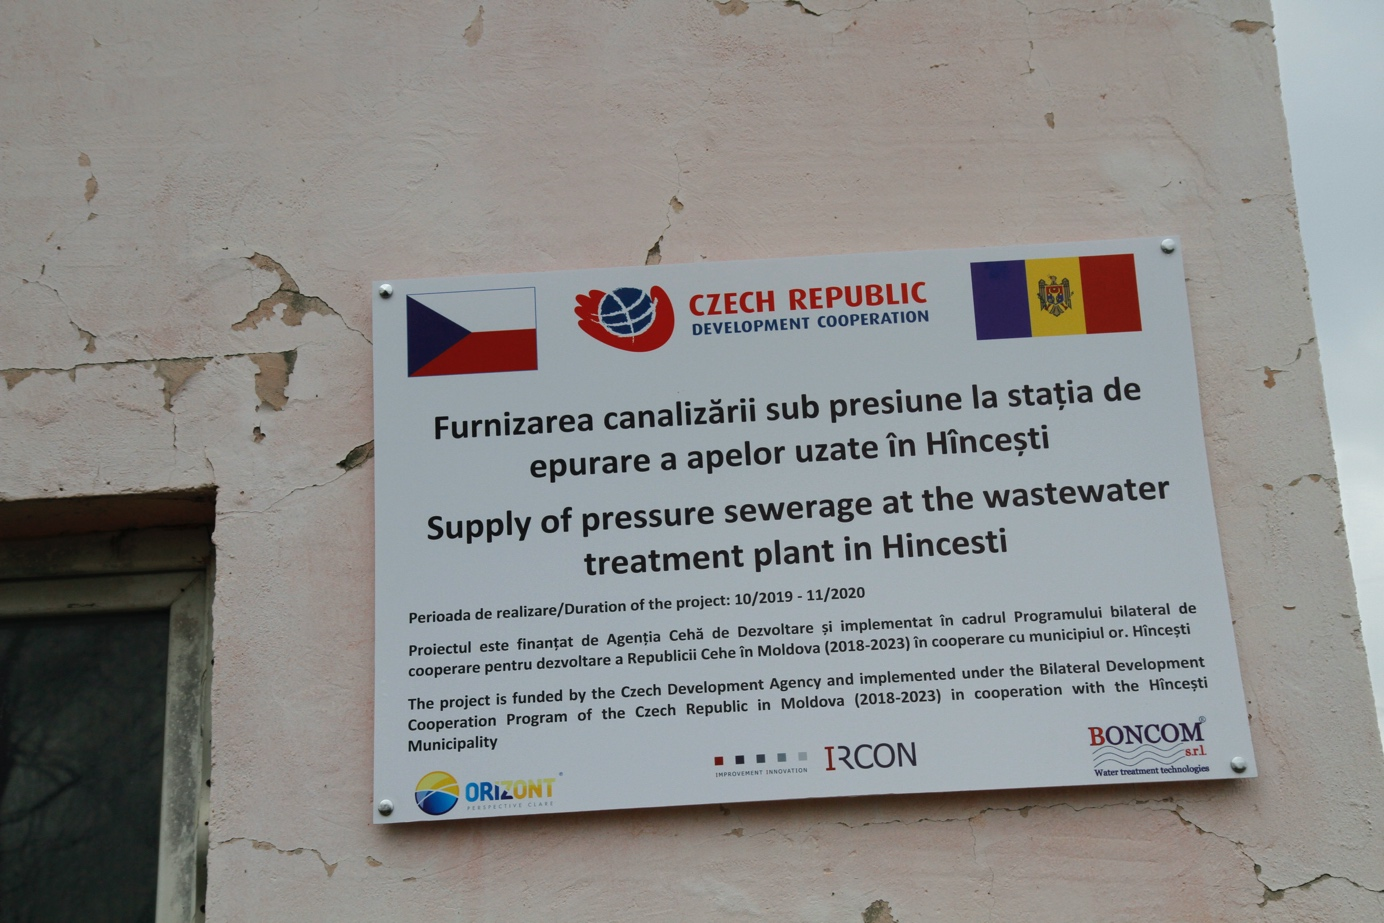 CZECH REPUBLIC
DEVELOPMENT COOPERATION
Furnizarea canalizării sub presiune la stația de
epurare a apelor uzate în Hîncești
Supply of pressure sewerage at the wastewater
treatment plant in Hincesti
Perioada de realizare/Duration of the project: 10/2019 - 11/2020
Proiectul este finanțat de Agenția Cehă de Dezvoltare și implementat în cadrul Programului bilateral de
cooperare pentru dezvoltare a Republicii Cehe în Moldova (2018-2023) în cooperare cu municipiul or. Hîncești
The project is funded by the Czech Development Agency and implemented under the Bilateral Development
Cooperation Program of the Czech Republic in Moldova (2018-2023) in cooperation with the Hîncești
Municipality
ORIZONT®
PERSPECTIVE CLARE
IMPROVEMENT INNOVATION
IRCON
BONCOM®
s.r.l.
Water treatment technologies